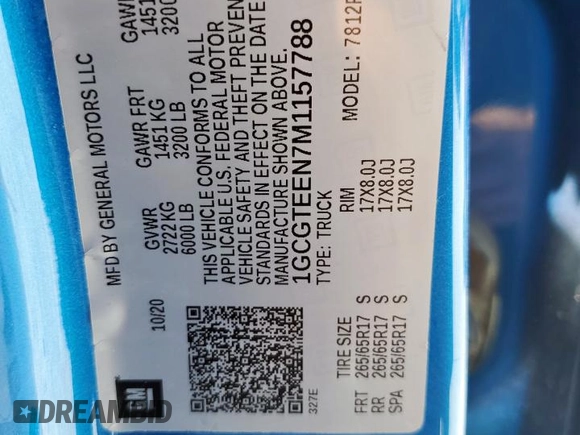 MFD BY GENERAL MOTORS LLC
10/20
GVWR
2722 KG
6000 LB
GAWR FRT
1451 KG
3200 LB
GAW
1451
3200
THIS VEHICLE CONFORMS TO ALL
APPLICABLE U.S. FEDERAL MOTOR
VEHICLE SAFETY AND THEFT PREVEN
STANDARDS IN EFFECT ON THE DATE
MANUFACTURE SHOWN ABOVE.
1GCGTEEN7M1157788
TYPE: TRUCK
MODEL: 7812
GM
327E
TIRE SIZE RIM
FRT 265/65R17 S 17X8.0J
RR 265/65R17 S 17X8.0J
SPA 265/65R17 S 17X8.0J
DREAMBID